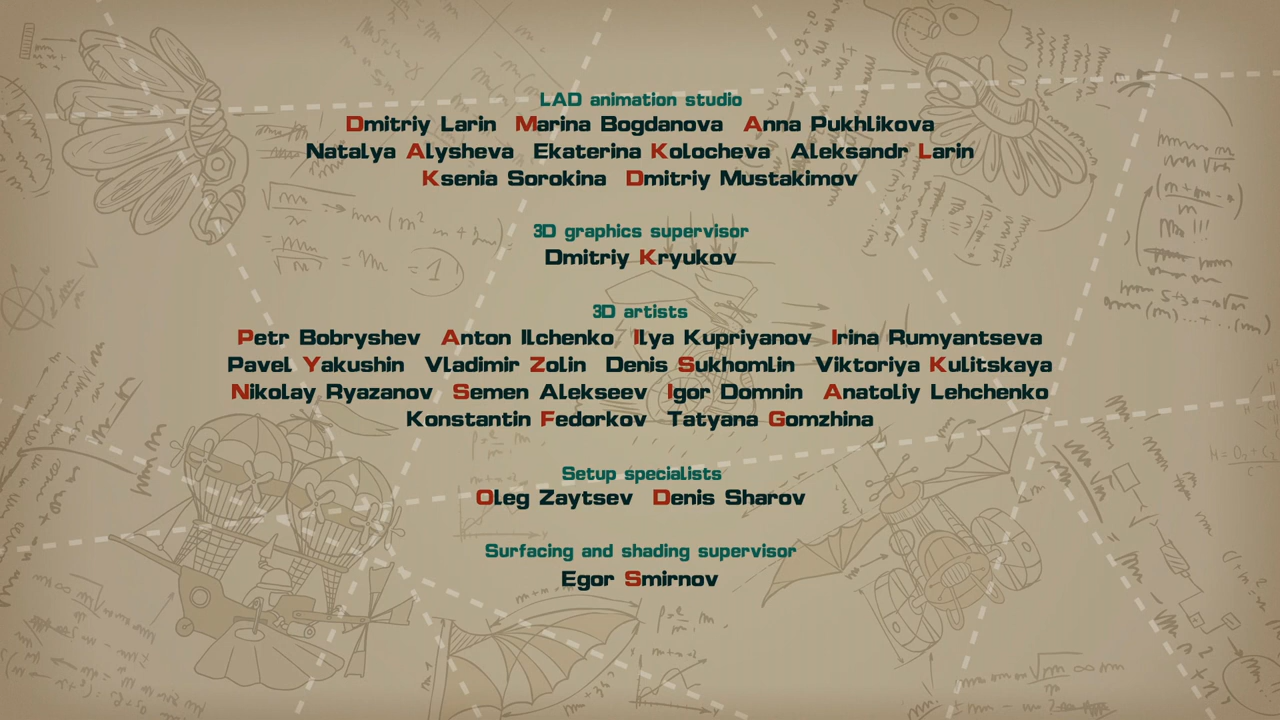 LAD animation studio
Dmitriy Larin Marina Bogdanova Anna Pukhlikova
Natalya Alysheva Ekaterina Kolocheva Aleksandr Larin
Ksenia Sorokina Dmitriy Mustakimov
3D graphics supervisor
Dmitriy Kryukov
3D artists
Petr Bobryshev Anton Ilchenko Ilya Kupriyanov Irina Rumyantseva
Pavel Yakushin Vladimir Zolin Denis Sukhomlin Viktoriya Kulitskaya
Nikolay Ryazanov Semen Alekseev Igor Domnin Anatoliy Lehchenko
Konstantin Fedorkov Tatyana Gomzhina
Setup specialists
Oleg Zaytsev Denis Sharov
Surfacing and shading supervisor
Egor Smirnov